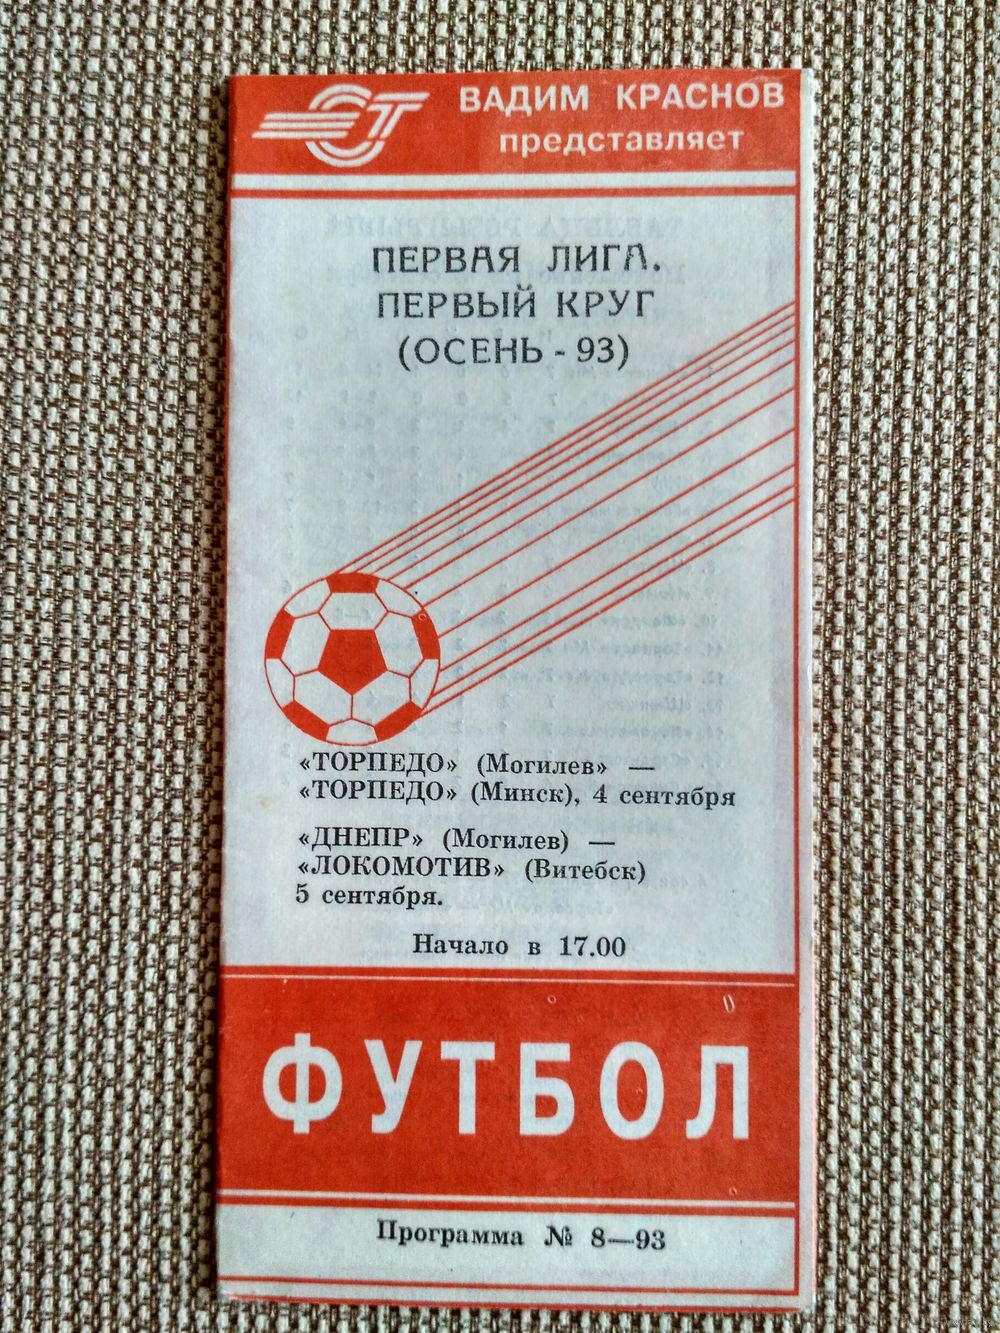 СТ
ВАДИМ КРАСНОВ
представляет
ПЕРВАЯ ЛИГА.
ПЕРВЫЙ КРУГ
(ОСЕНЬ - 93)
«ТОРПЕДО» (Могилев» —
«ТОРПЕДО» (Минск), 4 сентября
«ДНЕПР» (Могилев) —
«ЛОКОМОТИВ» (Витебск)
5 сентября.
Начало в 17.00
ФУТБОЛ
Программа № 8—93